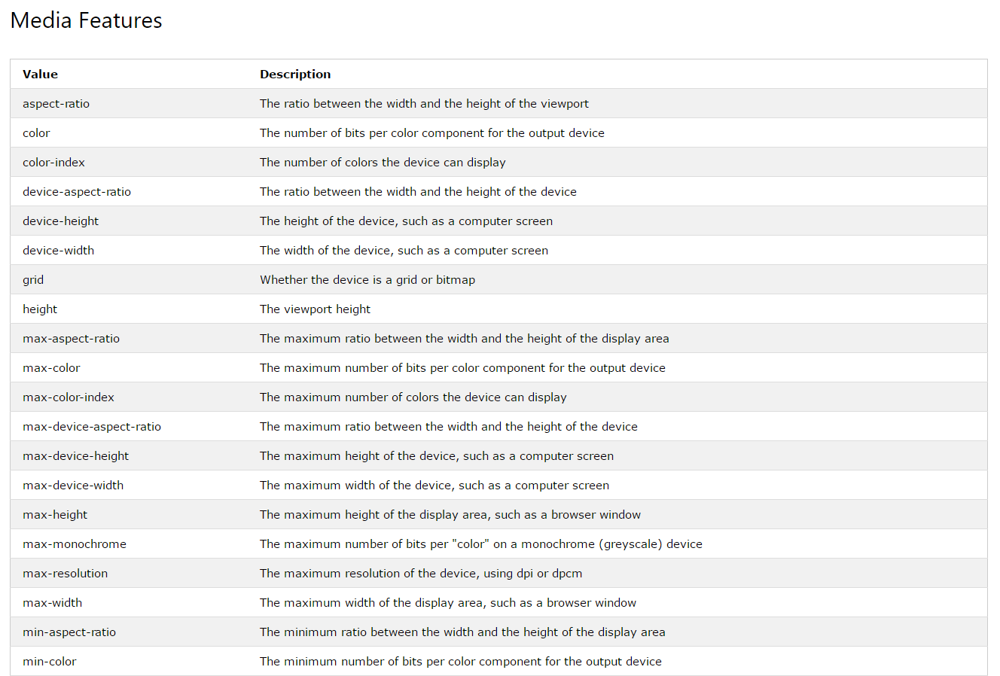 Media Features
Value Description
aspect-ratio The ratio between the width and the height of the viewport
color The number of bits per color component for the output device
color-index The number of colors the device can display
device-aspect-ratio The ratio between the width and the height of the device
device-height The height of the device, such as a computer screen
device-width The width of the device, such as a computer screen
grid Whether the device is a grid or bitmap
height The viewport height
max-aspect-ratio The maximum ratio between the width and the height of the display area
max-color The maximum number of bits per color component for the output device
max-color-index The maximum number of colors the device can display
max-device-aspect-ratio The maximum ratio between the width and the height of the device
max-device-height The maximum height of the device, such as a computer screen
max-device-width The maximum width of the device, such as a computer screen
max-height The maximum height of the display area, such as a browser window
max-monochrome The maximum number of bits per "color" on a monochrome (greyscale) device
max-resolution The maximum resolution of the device, using dpi or dpcm
max-width The maximum width of the display area, such as a browser window
min-aspect-ratio The minimum ratio between the width and the height of the display area
min-color The minimum number of bits per color component for the output device